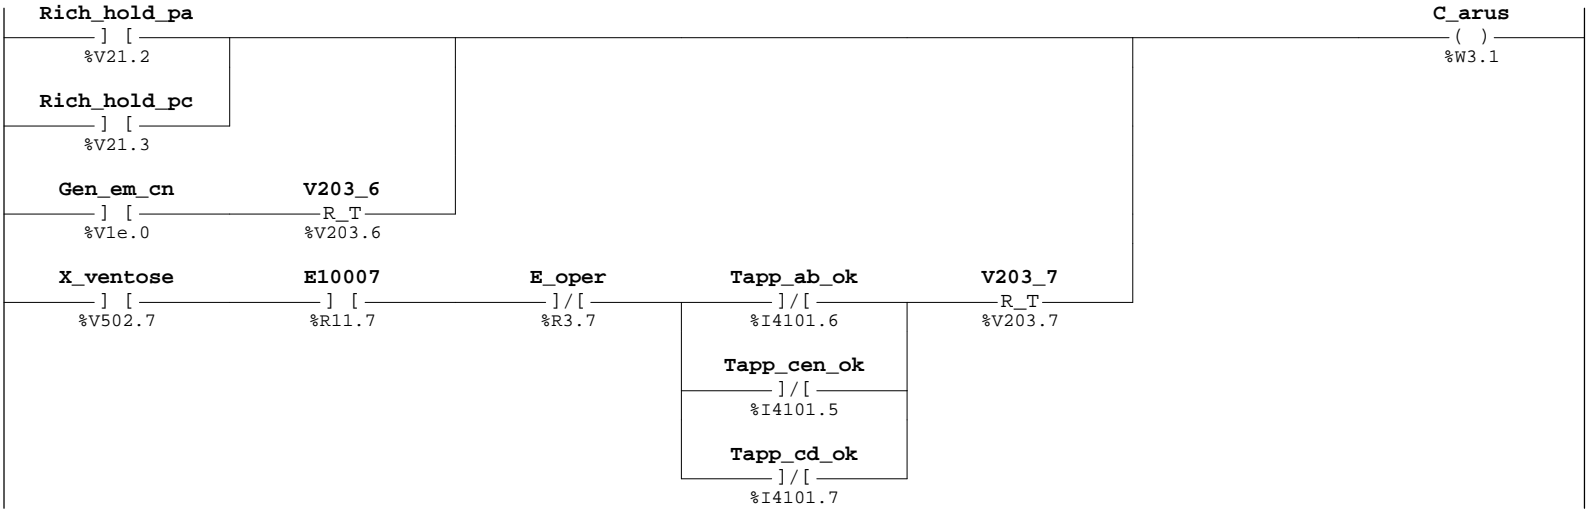 Rich_hold_pa C_arus
] [ ( )
%V21.2 %W3.1
Rich_hold_pc
] [
%V21.3
Gen_em_cn V203_6
] [ R_T
%V1e.0 %V203.6
X_ventose E10007 E_oper Tapp_ab_ok V203_7
] [ ] [ ]/[ ]/[ R_T
%V502.7 %R11.7 %R3.7 %I4101.6 %V203.7
Tapp_cen_ok
]/[
%I4101.5
Tapp_cd_ok
]/[
%I4101.7